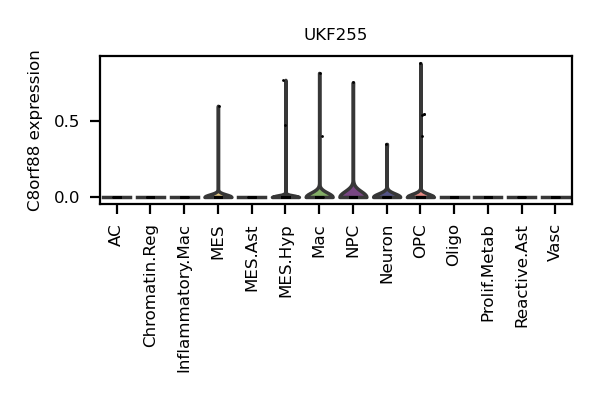 UKF255
C8orf88 expression
0.5
0.0
AC
Chromatin.Reg
Inflammatory.Mac
MES
MES.Ast
MES.Hyp
Mac
NPC
Neuron
OPC
Oligo
Prolif.Metab
Reactive.Ast
Vasc